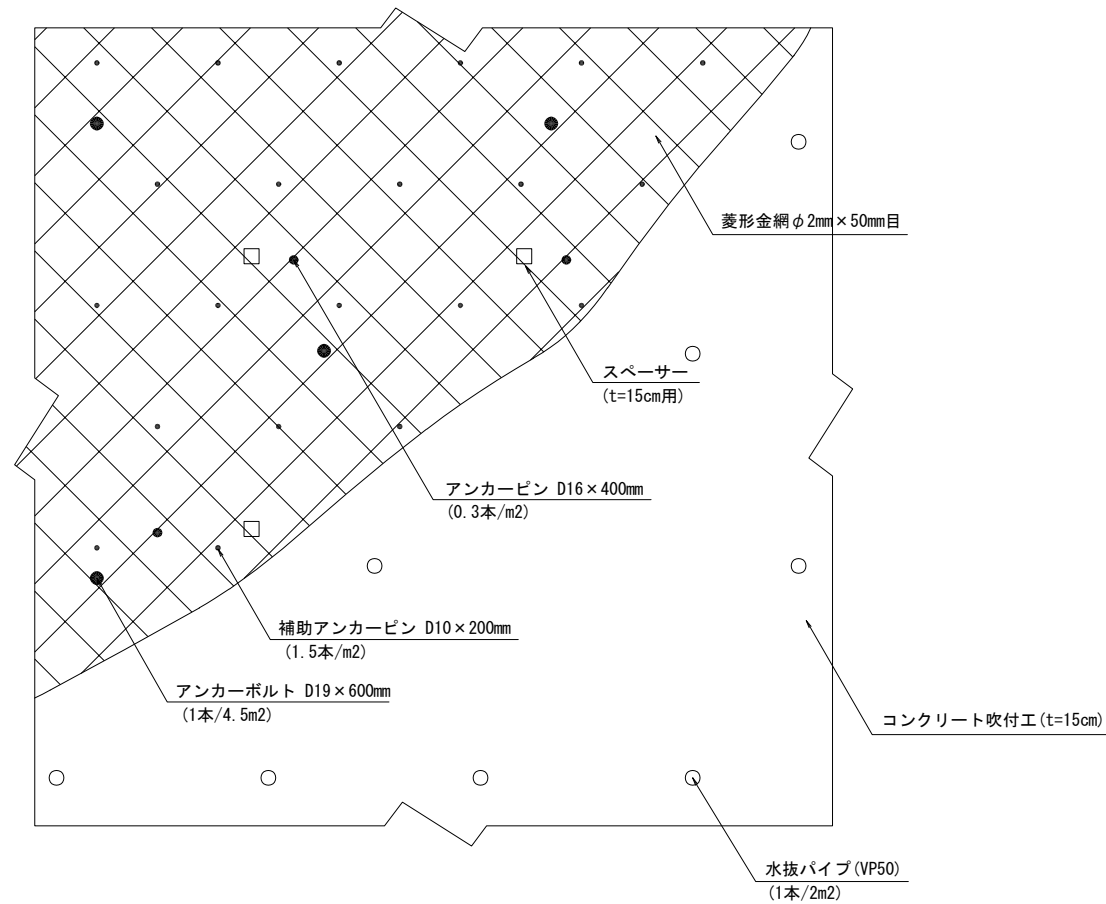 菱形金網φ2mm×50mm目
スペーサー
(t=15cm用)
アンカーピン D16×400mm
(0.3本/m2)
補助アンカーピン D10×200mm
(1.5本/m2)
アンカーボルト D19×600mm
(1本/4.5m2)
コンクリート吹付工(t=15cm)
水抜パイプ(VP50)
(1本/2m2)